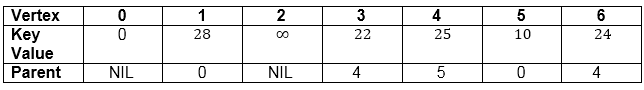 Vertex 0 1 2 3 4 5 6
Key Value 0 28 ∞ 22 25 10 24
Parent NIL 0 NIL 4 5 0 4